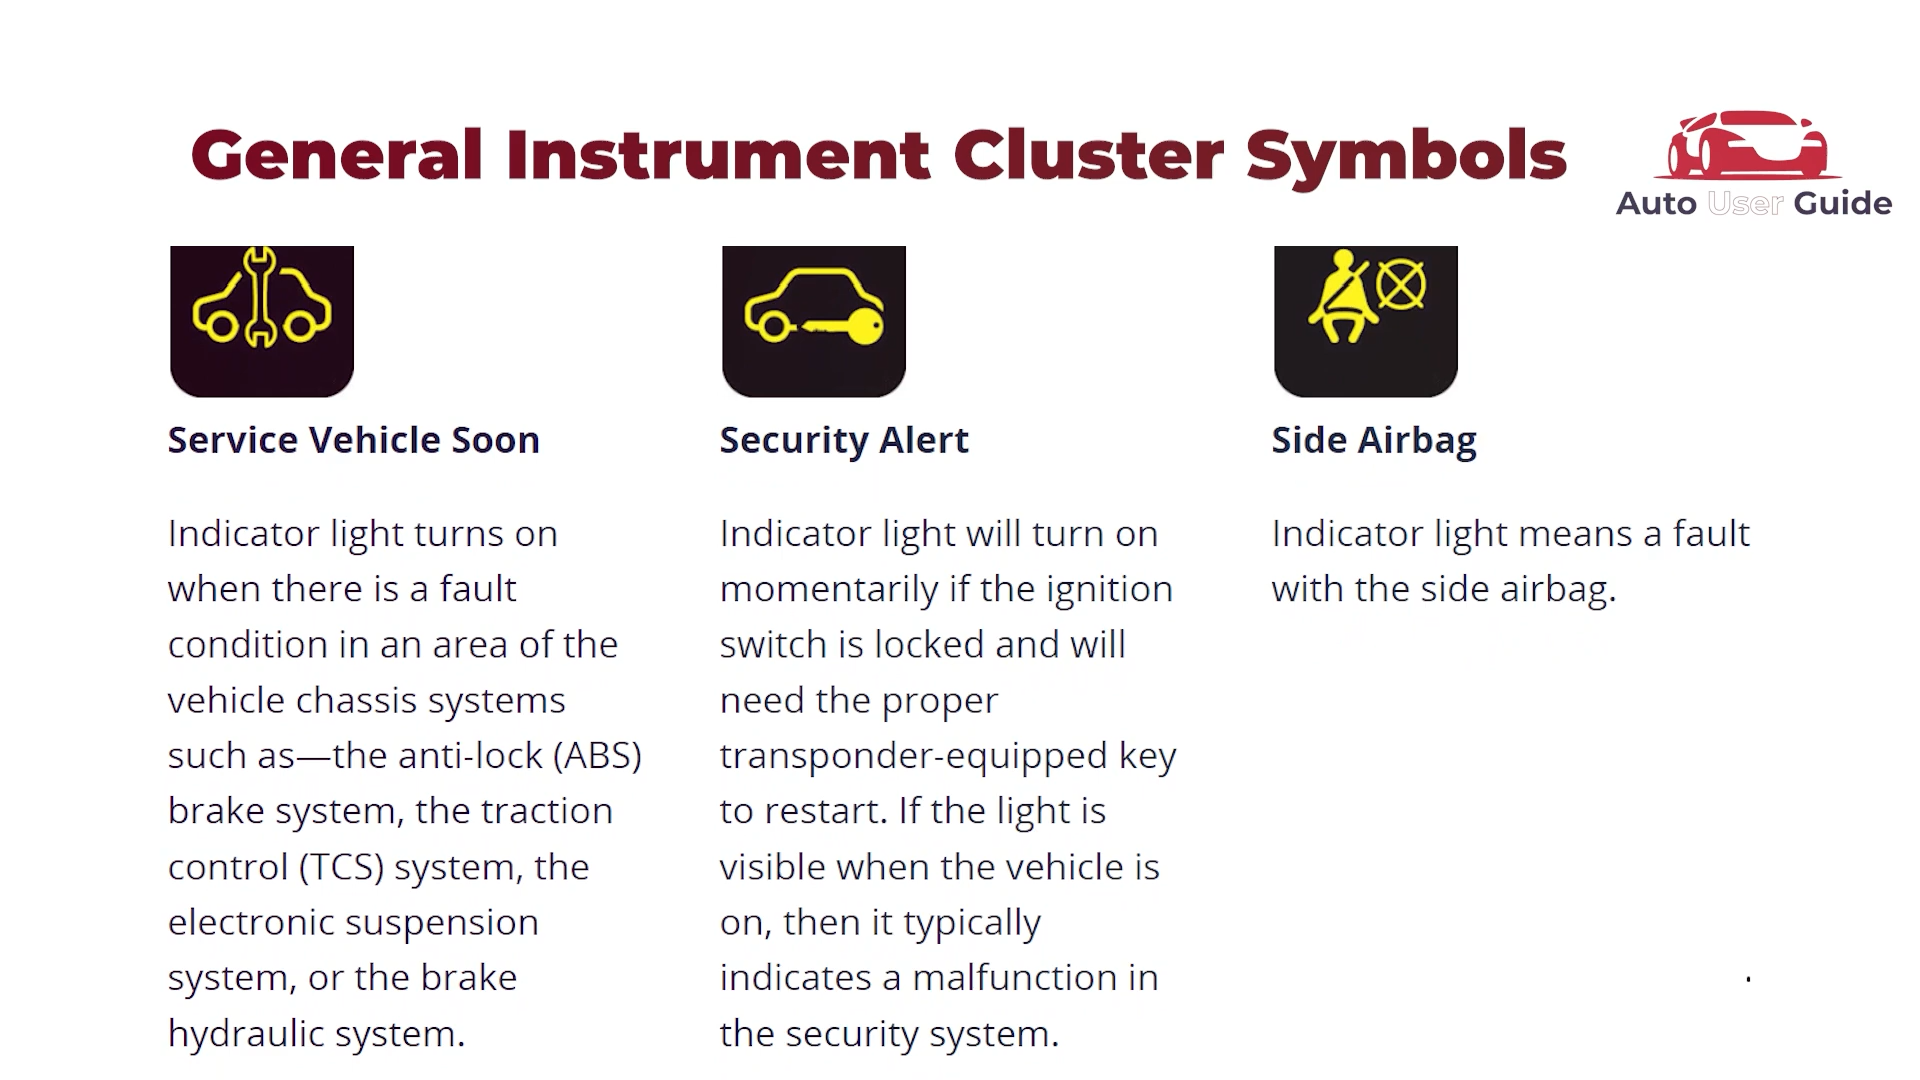 General Instrument Cluster Symbols
Auto User Guide
Service Vehicle Soon
Indicator light turns on
when there is a fault
condition in an area of the
vehicle chassis systems
such as—the anti-lock (ABS)
brake system, the traction
control (TCS) system, the
electronic suspension
system, or the brake
hydraulic system.
Security Alert
Indicator light will turn on
momentarily if the ignition
switch is locked and will
need the proper
transponder-equipped key
to restart. If the light is
visible when the vehicle is
on, then it typically
indicates a malfunction in
the security system.
Side Airbag
Indicator light means a fault
with the side airbag.